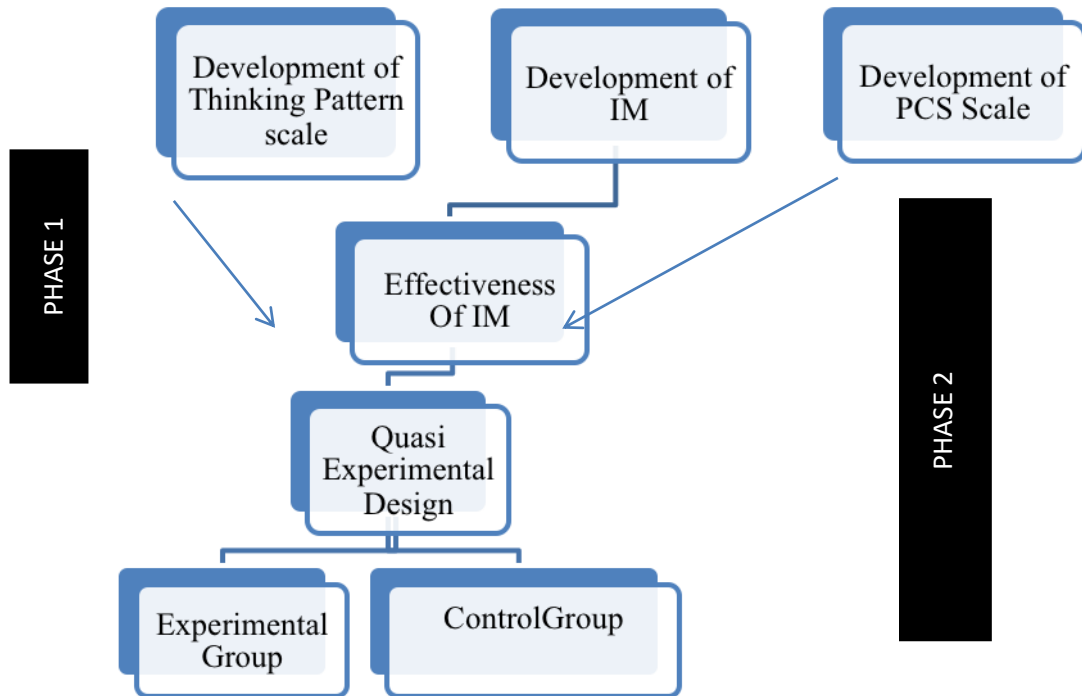 Development of
Thinking Pattern
scale
Development of
IM
Development of
PCS Scale
PHASE 1
Effectiveness
Of IM
PHASE 2
Quasi
Experimental
Design
Experimental
Group
ControlGroup